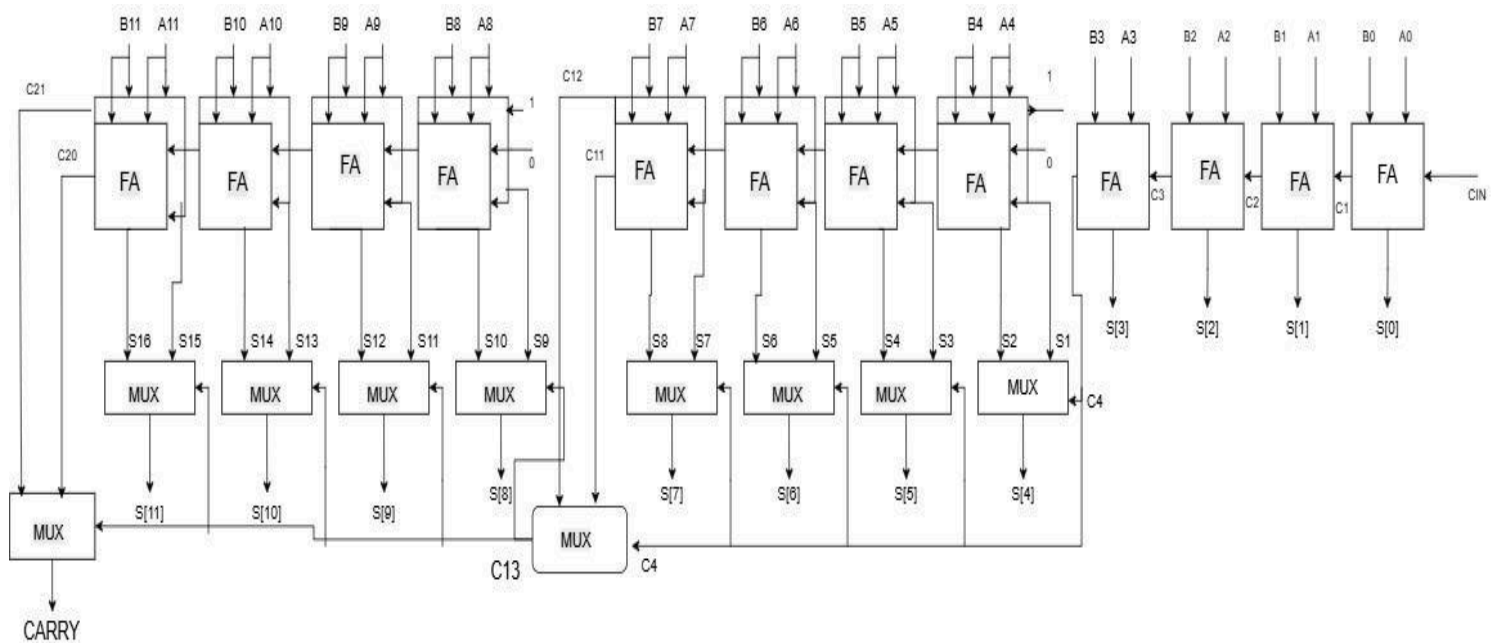 B11 A11 B10 A10 B9 A9 B8 A8 B7 A7 B6 A6 B5 A5 B4 A4 B3 A3 B2 A2 B1 A1 B0 A0
C21 1 C12 1
C20 FA FA FA FA 0 C11 FA FA FA FA 0 FA C3 FA C2 FA C1 FA CIN
S[3] S[2] S[1] S[0]
S16 S15 S14 S13 S12 S11 S10 S9 S8 S7 S6 S5 S4 S3 S2 S1
MUX MUX MUX MUX MUX MUX MUX MUX C4
S[11] S[10] S[9] S[8] S[7] S[6] S[5] S[4]
MUX MUX
C13 C4
CARRY